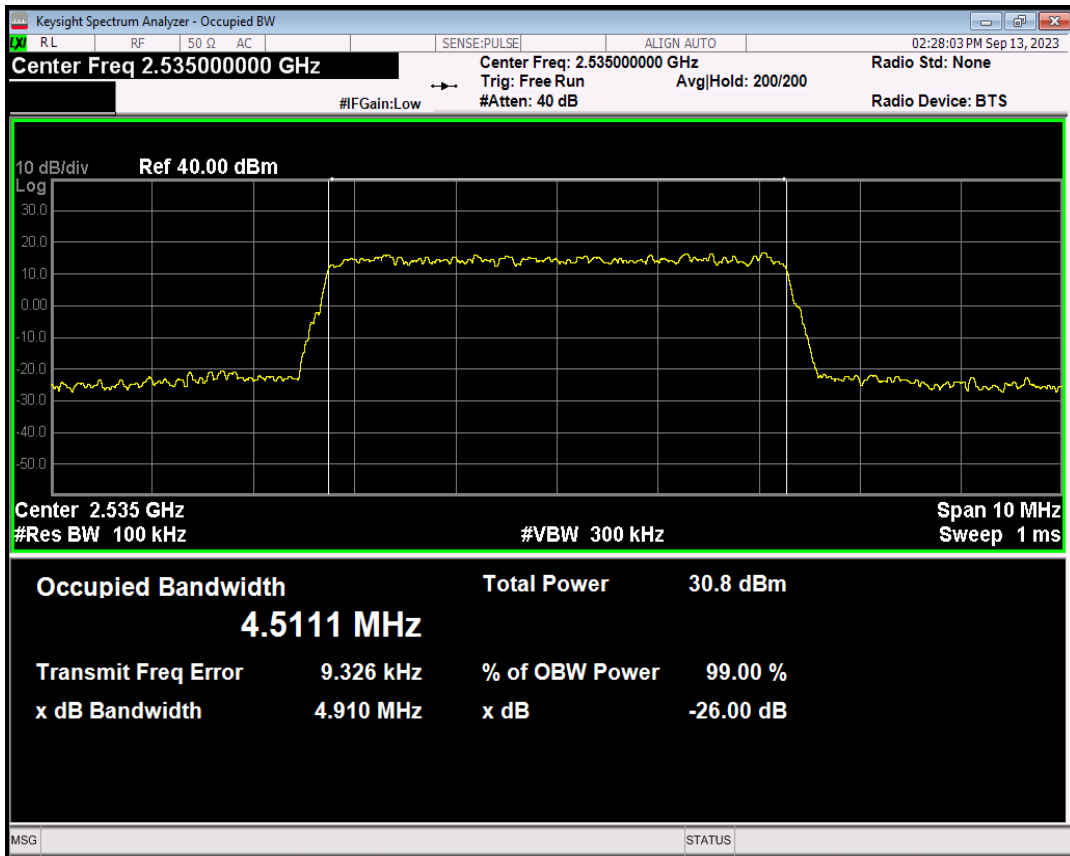 Keysight Spectrum Analyzer - Occupied BW
LXI RL RF 50 Ω AC SENSE:PULSE ALIGN AUTO 02:28:03 PM Sep 13, 2023
Center Freq 2.535000000 GHz Center Freq: 2.535000000 GHz Radio Std: None
Trig: Free Run Avg|Hold: 200/200
#IFGain:Low #Atten: 40 dB Radio Device: BTS
10 dB/div Ref 40.00 dBm
Log
30.0
20.0
10.0
0.00
-10.0
-20.0
-30.0
-40.0
-50.0
Center 2.535 GHz Span 10 MHz
#Res BW 100 kHz #VBW 300 kHz Sweep 1 ms
Occupied Bandwidth Total Power 30.8 dBm
4.5111 MHz
Transmit Freq Error 9.326 kHz % of OBW Power 99.00 %
x dB Bandwidth 4.910 MHz x dB -26.00 dB
MSG STATUS